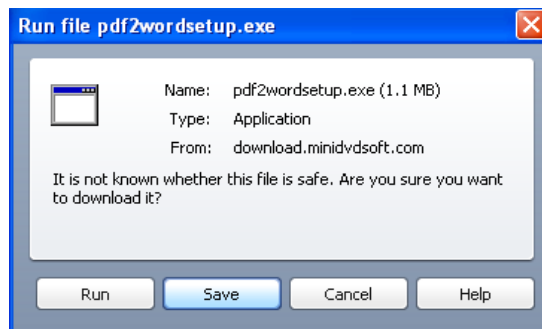 Run file pdf2wordsetup.exe
Name: pdf2wordsetup.exe (1.1 MB)
Type: Application
From: download.minidvdsoft.com
It is not known whether this file is safe. Are you sure you want
to download it?
Run Save Cancel Help